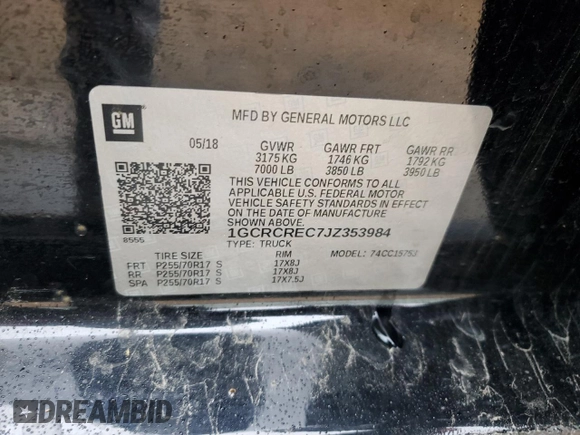 GM
MFD BY GENERAL MOTORS LLC
05/18 GVWR GAWR FRT GAWR RR
3175 KG 1746 KG 1792 KG
7000 LB 3850 LB 3950 LB
THIS VEHICLE CONFORMS TO ALL
APPLICABLE U.S. FEDERAL MOTOR
VEHICLE SAFETY STANDARDS
IN EFFECT ON THE DATE OF MANUFACTURE
SHOWN ABOVE.
8555
1GCRCREC7JZ353984
TYPE: TRUCK MODEL: 74CC15753
TIRE SIZE RIM
FRT P255/70R17 S 17X8J
RR P255/70R17 S 17X8J
SPA P255/70R17 S 17X7.5J
DREAMBID